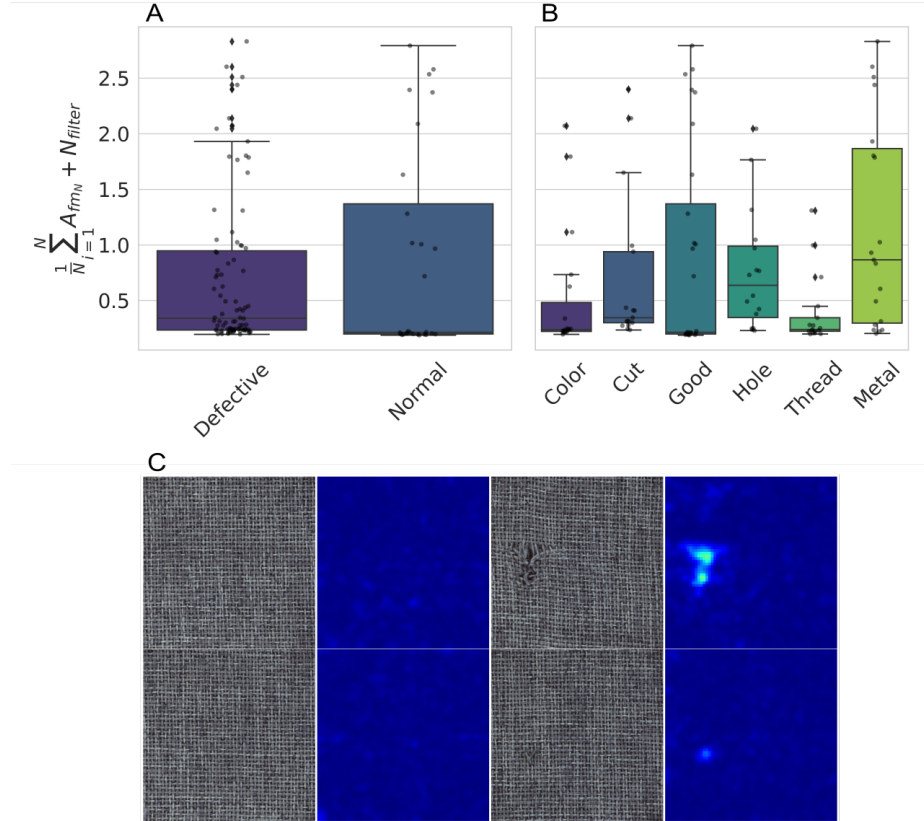 A
B
1/N ∑_{i=1}^{N} A_{fm_N} + N_{filter}
2.5
2.0
1.5
1.0
0.5
Defective
Normal
Color
Cut
Good
Hole
Thread
Metal
C